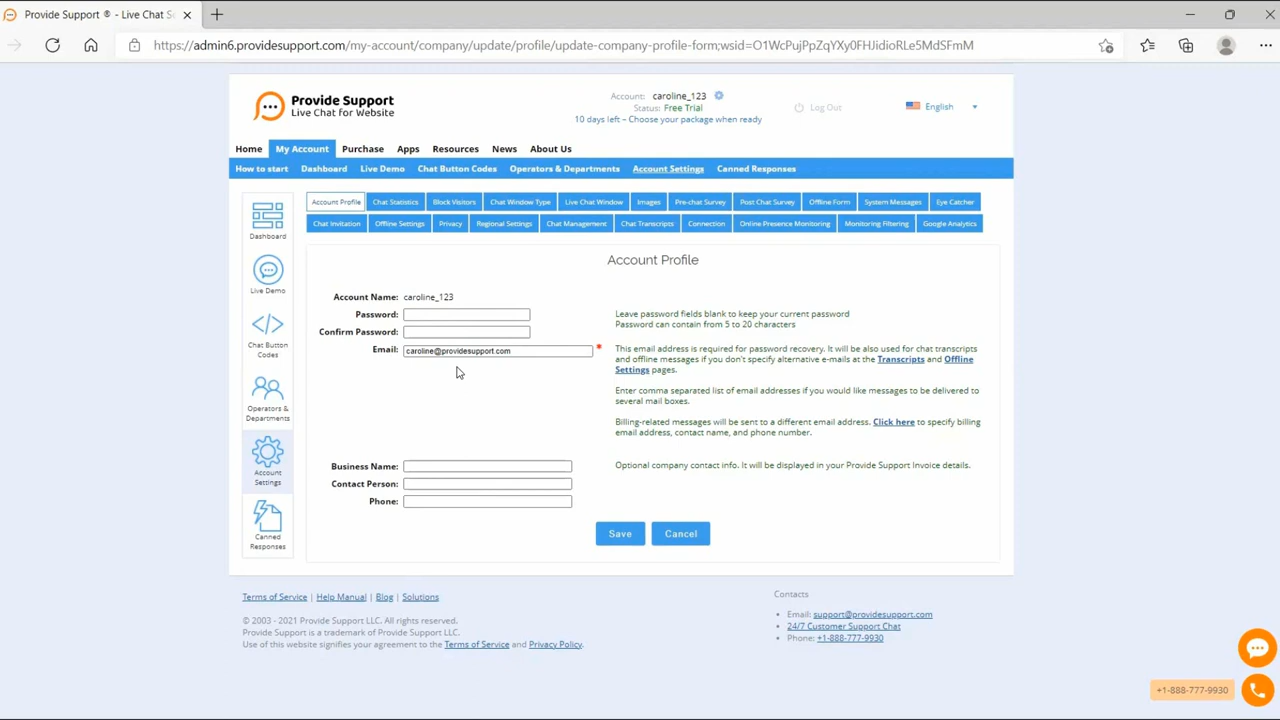 Provide Support ® - Live Chat S
https://admin6.providesupport.com/my-account/company/update/profile/update-company-profile-form;wsid=O1WcPujPpZqYXy0FHJidioRLe5MdSFmM
Provide Support
Live Chat for Website
Account: caroline_123
Status: Free Trial
10 days left – Choose your package when ready
Log Out
English
Home My Account Purchase Apps Resources News About Us
How to start Dashboard Live Demo Chat Button Codes Operators & Departments Account Settings Canned Responses
Dashboard
Live Demo
Chat Button
Codes
Operators &
Departments
Account
Settings
Canned
Responses
Account Profile Chat Statistics Block Visitors Chat Window Type Live Chat Window Images Pre-chat Survey Post Chat Survey Offline Form System Messages Eye Catcher
Chat Invitation Offline Settings Privacy Regional Settings Chat Management Chat Transcripts Connection Online Presence Monitoring Monitoring Filtering Google Analytics
Account Profile
Account Name: caroline_123
Password:
Confirm Password:
Leave password fields blank to keep your current password
Password can contain from 5 to 20 characters
Email: caroline@providesupport.com *
This email address is required for password recovery. It will be also used for chat transcripts
and offline messages if you don't specify alternative e-mails at the Transcripts and Offline
Settings pages.
Enter comma separated list of email addresses if you would like messages to be delivered to
several mail boxes.
Billing-related messages will be sent to a different email address. Click here to specify billing
email address, contact name, and phone number.
Business Name:
Contact Person:
Phone:
Optional company contact info. It will be displayed in your Provide Support Invoice details.
Save Cancel
Terms of Service | Help Manual | Blog | Solutions
© 2003 - 2021 Provide Support LLC. All rights reserved.
Provide Support is a trademark of Provide Support LLC.
Use of this website signifies your agreement to the Terms of Service and Privacy Policy.
Contacts
Email: support@providesupport.com
24/7 Customer Support Chat
Phone: +1-888-777-9930
+1-888-777-9930